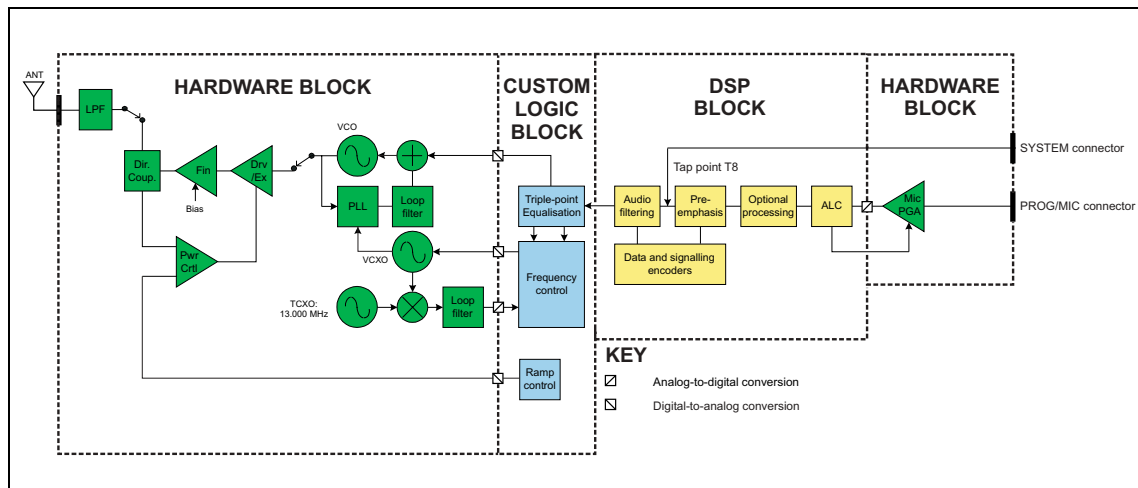 ANT
HARDWARE BLOCK
CUSTOM
LOGIC
BLOCK
DSP
BLOCK
HARDWARE
BLOCK
LPF
VCO
SYSTEM connector
Tap point T8
Dir.
Coup.
Fin
Drv
/Ex
Bias
PLL
Loop
filter
Triple-point
Equalisation
Audio
filtering
Pre-
emphasis
Optional
processing
ALC
Mic
PGA
PROG/MIC connector
Pwr
Crtl
VCXO
Data and signalling
encoders
Frequency
control
TCXO:
13.000 MHz
Loop
filter
KEY
Ramp
control
Analog-to-digital conversion
Digital-to-analog conversion